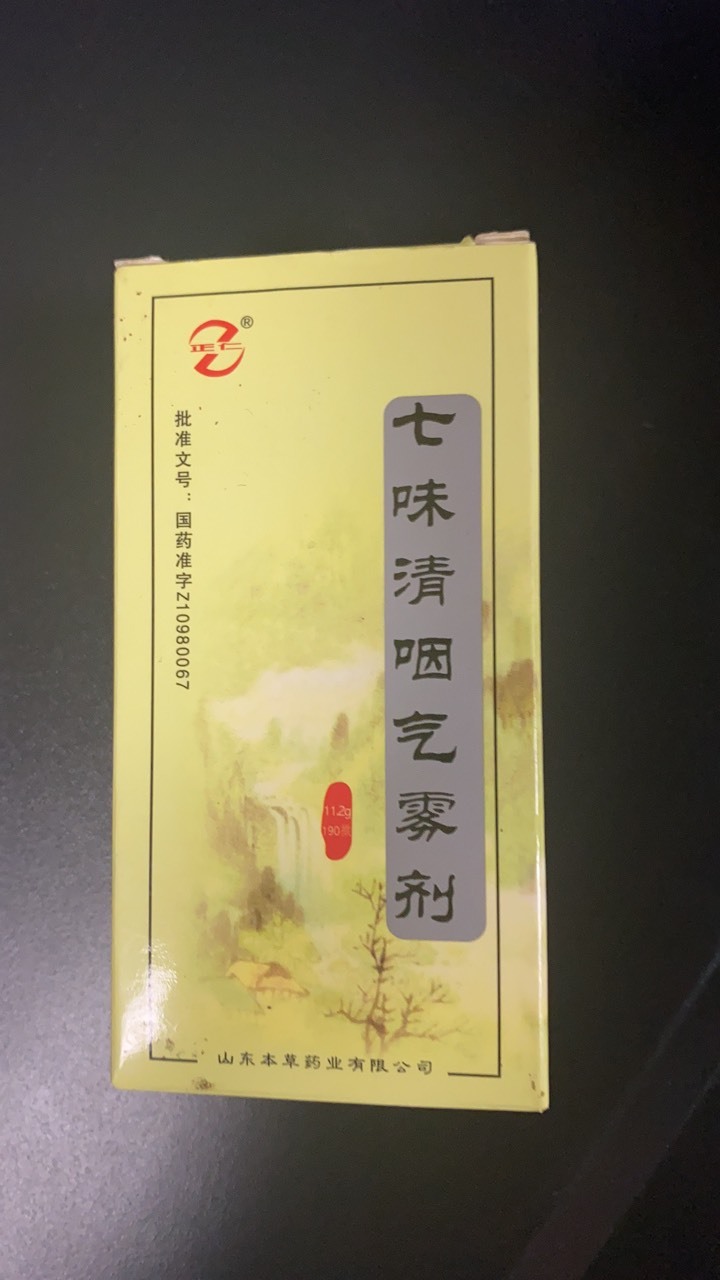 正仁®
七味清咽气雾剂
批准文号：国药准字Z10980067
11.2g
190揿
山东本草药业有限公司